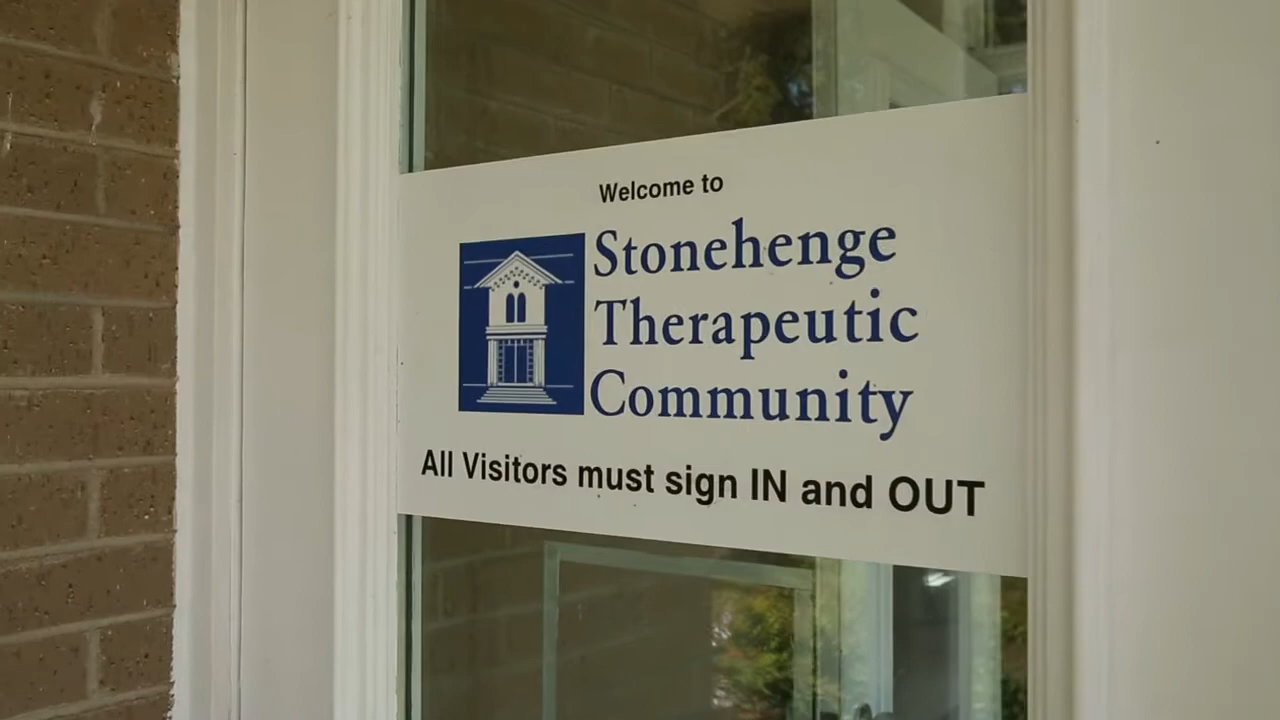 Welcome to
Stonehenge
Therapeutic
Community
All Visitors must sign IN and OUT